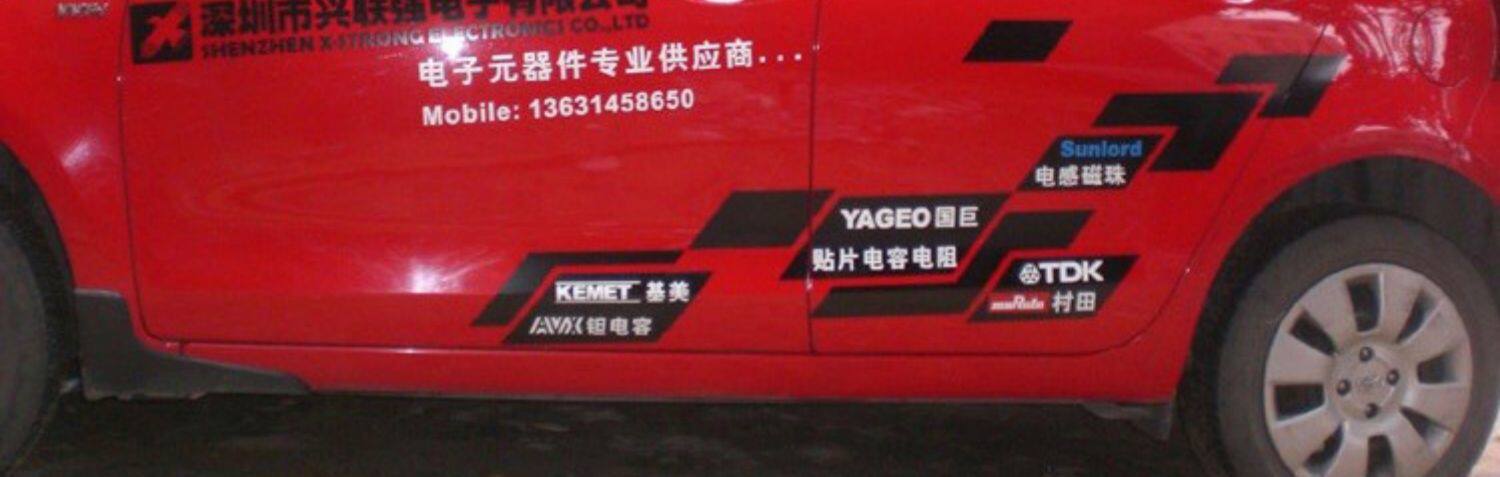 深圳市兴联强电子有限公司
SHENZHEN X-STRONG ELECTRONICS CO.,LTD
电子元器件专业供应商...
Mobile: 13631458650
Sunlord
电感磁珠
YAGEO国巨
贴片电容电阻
TDK
muRata 村田
KEMET 基美
AVX 钽电容